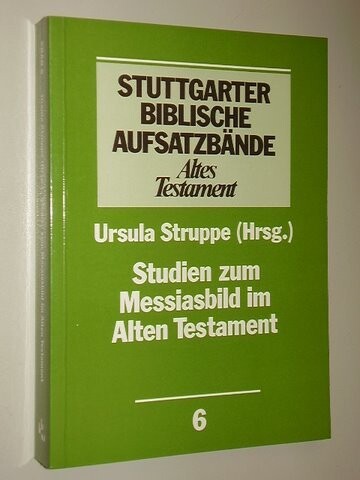 STUTTGARTER
BIBLISCHE
AUFSATZBÄNDE
Altes
Testament
Ursula Struppe (Hrsg.)
Studien zum
Messiasbild im
Alten Testament
6